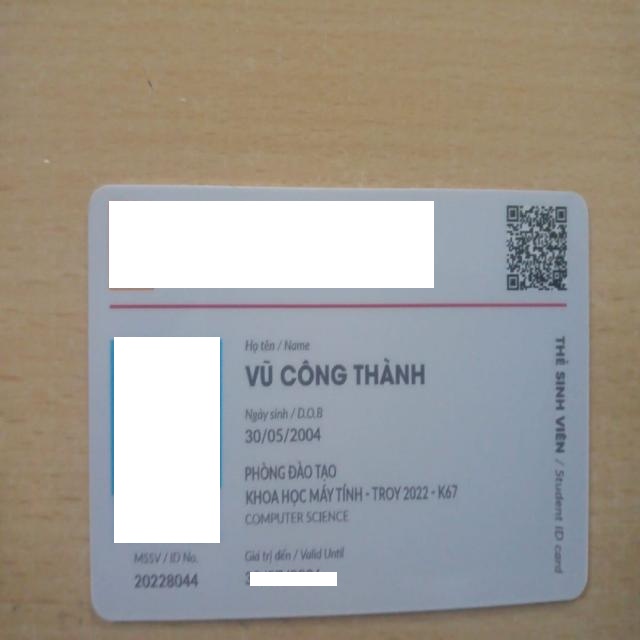 Họ tên / Name
VŨ CÔNG THÀNH
Ngày sinh / D.O.B
30/05/2004
PHÒNG ĐÀO TẠO
KHOA HỌC MÁY TÍNH - TROY 2022 - K67
COMPUTER SCIENCE
MSSV / ID No.
20228044
Giá trị đến / Valid Until
THẺ SINH VIÊN / Student ID card